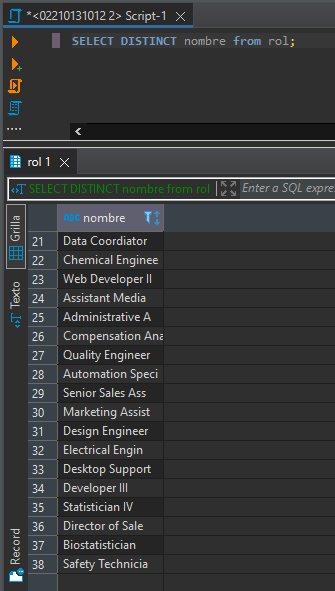 *<02210131012 2> Script-1
SELECT DISTINCT nombre from rol;
rol 1
SELECT DISTINCT nombre from rol
Enter a SQL expre
Grilla
Texto
Record
ABC nombre
21 Data Coordiator
22 Chemical Enginee
23 Web Developer II
24 Assistant Media
25 Administrative A
26 Compensation Ana
27 Quality Engineer
28 Automation Speci
29 Senior Sales Ass
30 Marketing Assist
31 Design Engineer
32 Electrical Engin
33 Desktop Support
34 Developer III
35 Statistician IV
36 Director of Sale
37 Biostatistician
38 Safety Technicia